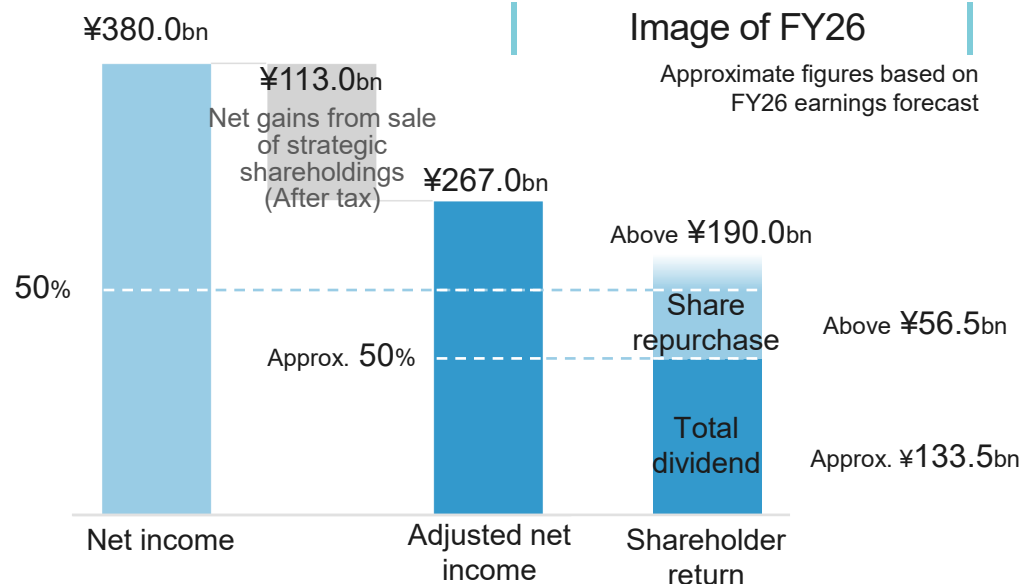 Image of FY26
Approximate figures based on
FY26 earnings forecast
¥380.0bn
¥113.0bn
Net gains from sale
of strategic
shareholdings
(After tax)
¥267.0bn
Above ¥190.0bn
50%
Share
repurchase
Above ¥56.5bn
Approx. 50%
Total
dividend
Approx. ¥133.5bn
Net income
Adjusted net
income
Shareholder
return